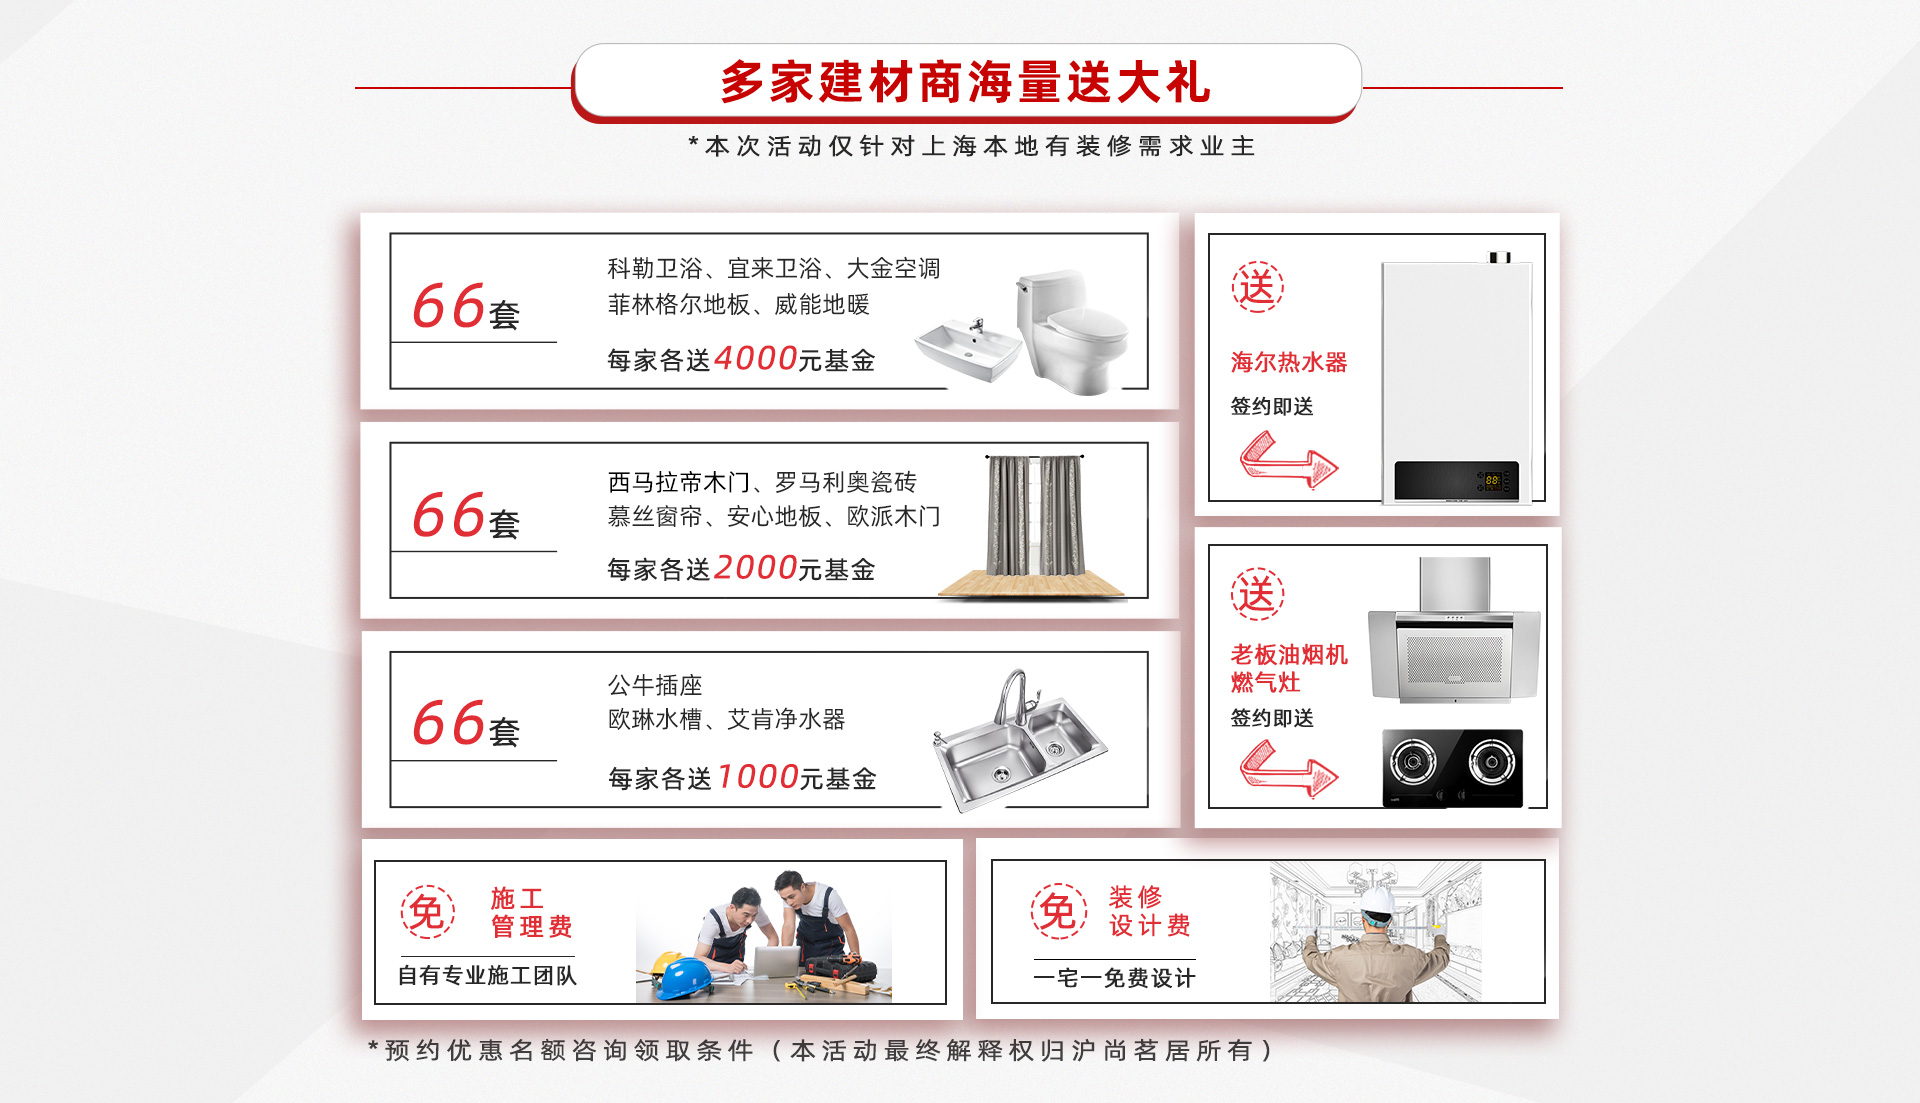 多家建材商海量送大礼
*本次活动仅针对上海本地有装修需求业主
66套
科勒卫浴、宜来卫浴、大金空调
菲林格尔地板、威能地暖
每家各送4000元基金
送
海尔热水器
签约即送
88
66套
西马拉帝木门、罗马利奥瓷砖
慕丝窗帘、安心地板、欧派木门
每家各送2000元基金
送
老板油烟机
燃气灶
签约即送
66套
公牛插座
欧琳水槽、艾肯净水器
每家各送1000元基金
免
施工
管理费
自有专业施工团队
免
装修
设计费
一宅一免费设计
*预约优惠名额咨询领取条件（本活动最终解释权归沪尚茗居所有）